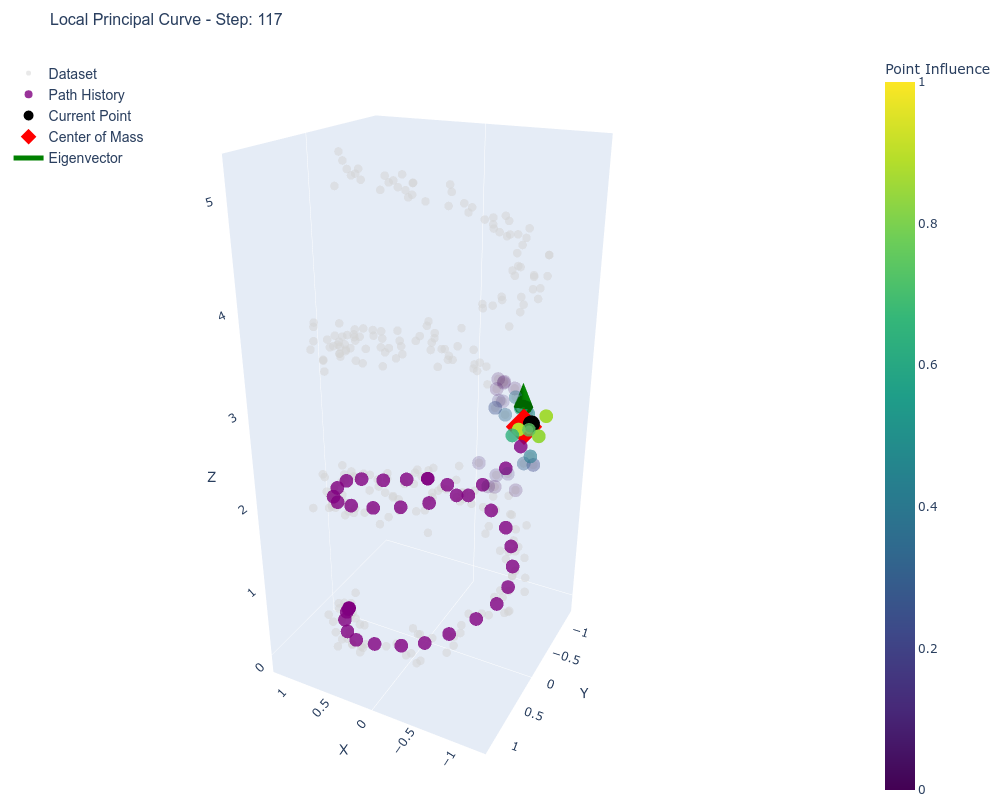 Local Principal Curve - Step: 117
Dataset
Path History
Current Point
Center of Mass
Eigenvector
Point Influence
1
0.8
0.6
0.4
0.2
0
5
4
3
2
1
0
Z
1
0.5
0
−0.5
−1
X
−1
−0.5
0
0.5
1
Y